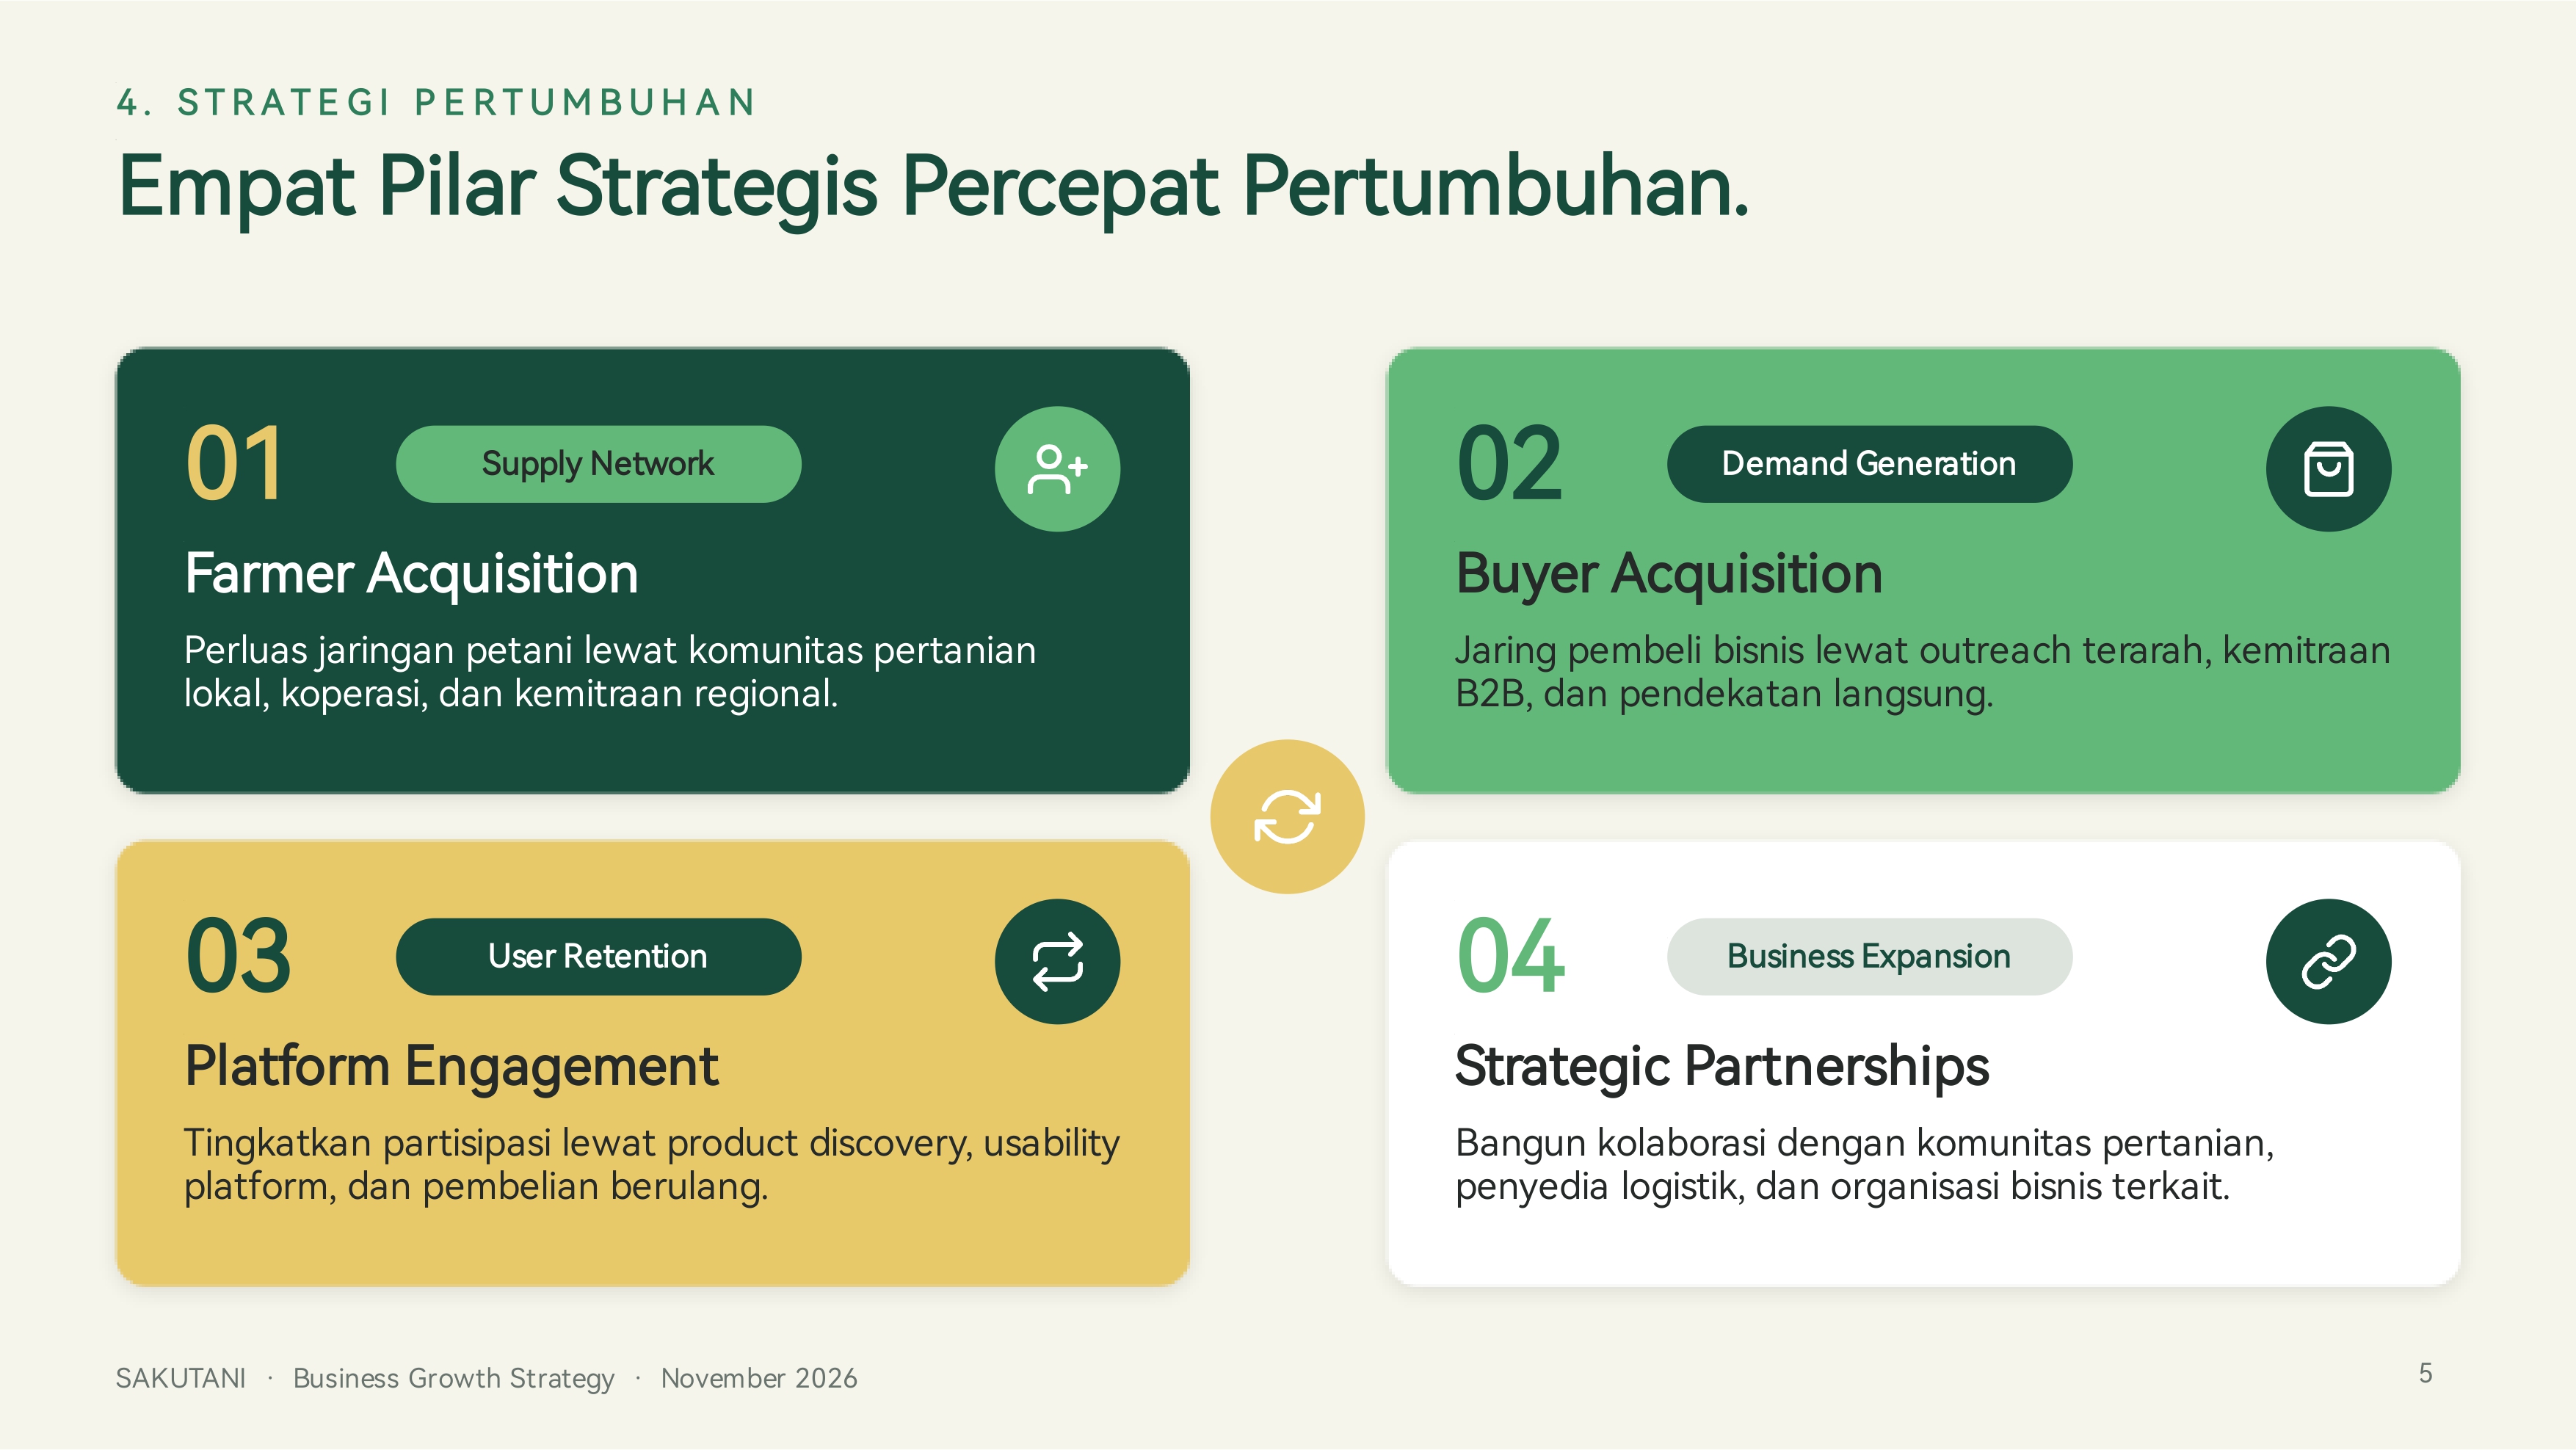 4. STRATEGI PERTUMBUHAN
Empat Pilar Strategis Percepat Pertumbuhan.
01
Supply Network
Farmer Acquisition
Perluas jaringan petani lewat komunitas pertanian
lokal, koperasi, dan kemitraan regional.
02
Demand Generation
Buyer Acquisition
Jaring pembeli bisnis lewat outreach terarah, kemitraan
B2B, dan pendekatan langsung.
03
User Retention
Platform Engagement
Tingkatkan partisipasi lewat product discovery, usability
platform, dan pembelian berulang.
04
Business Expansion
Strategic Partnerships
Bangun kolaborasi dengan komunitas pertanian,
penyedia logistik, dan organisasi bisnis terkait.
SAKUTANI · Business Growth Strategy · November 2026
5